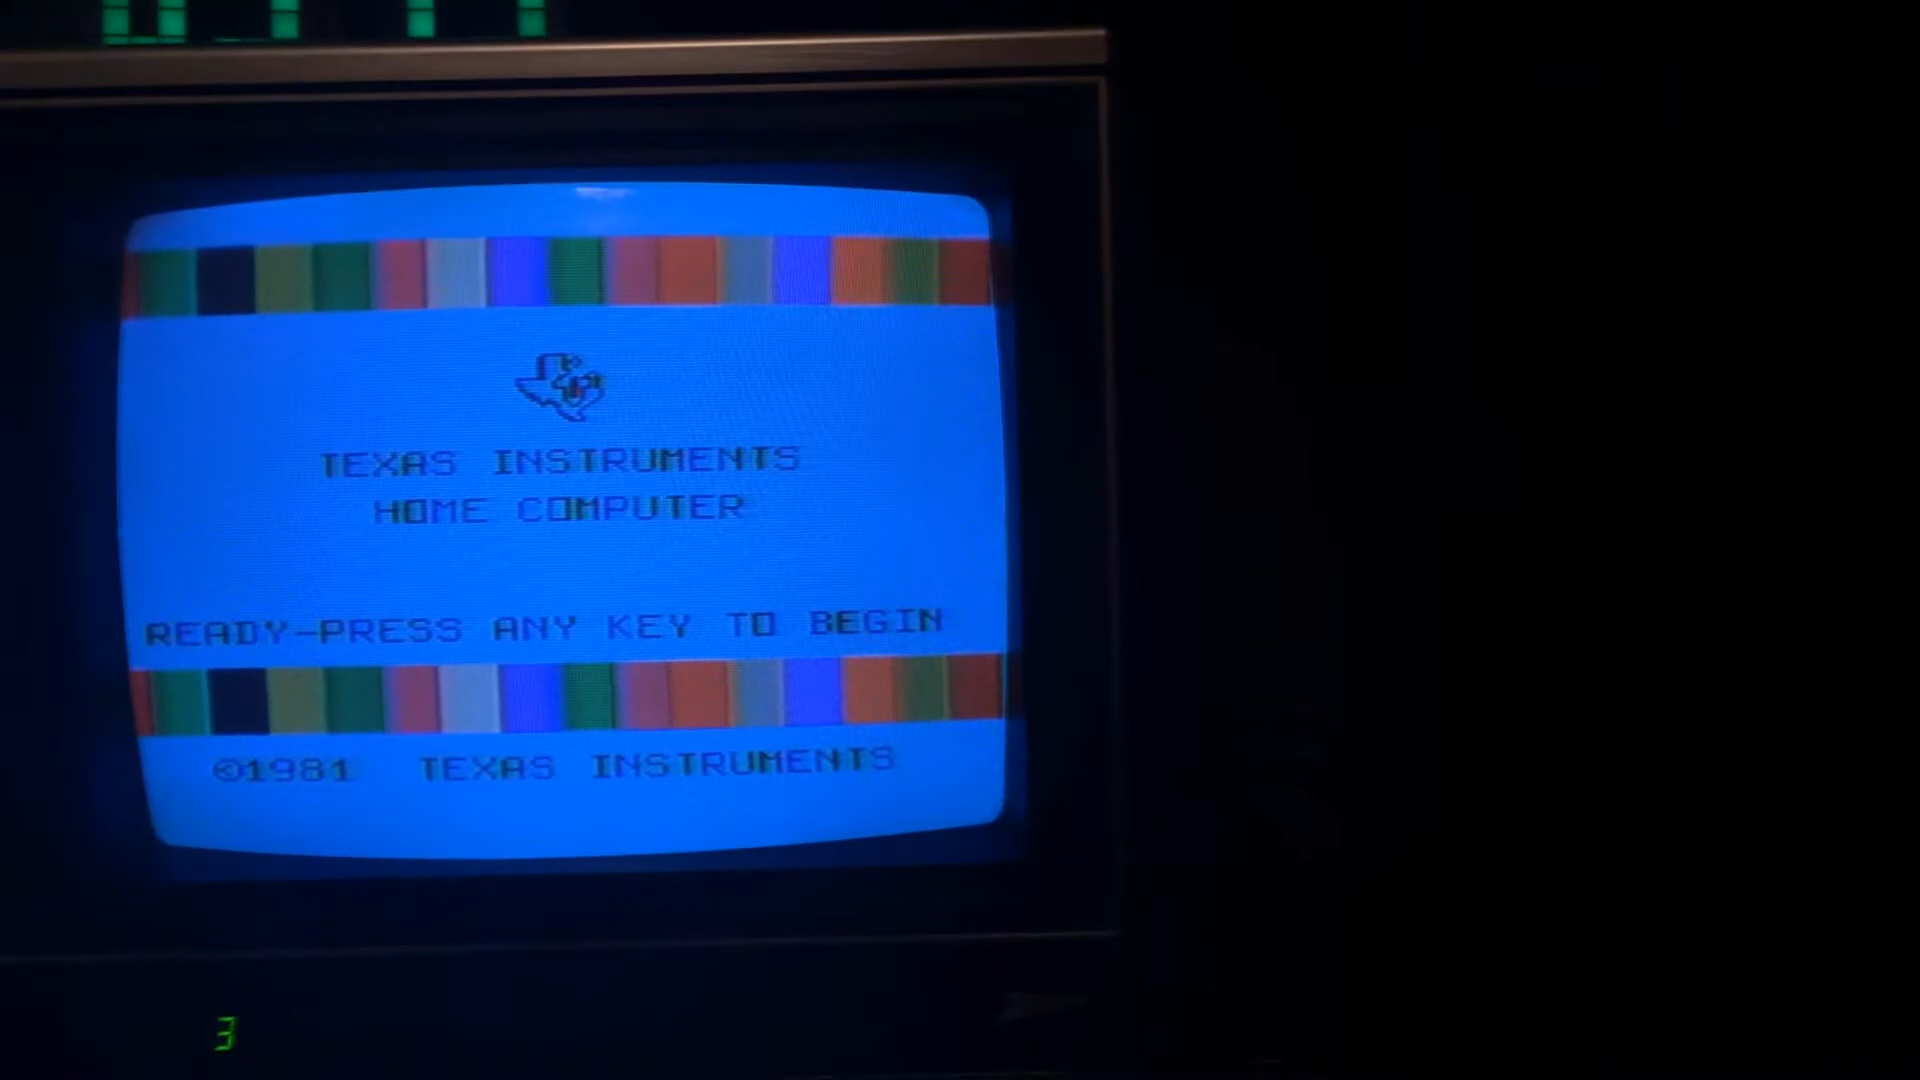 TEXAS INSTRUMENTS
HOME COMPUTER
READY-PRESS ANY KEY TO BEGIN
©1981 TEXAS INSTRUMENTS
3